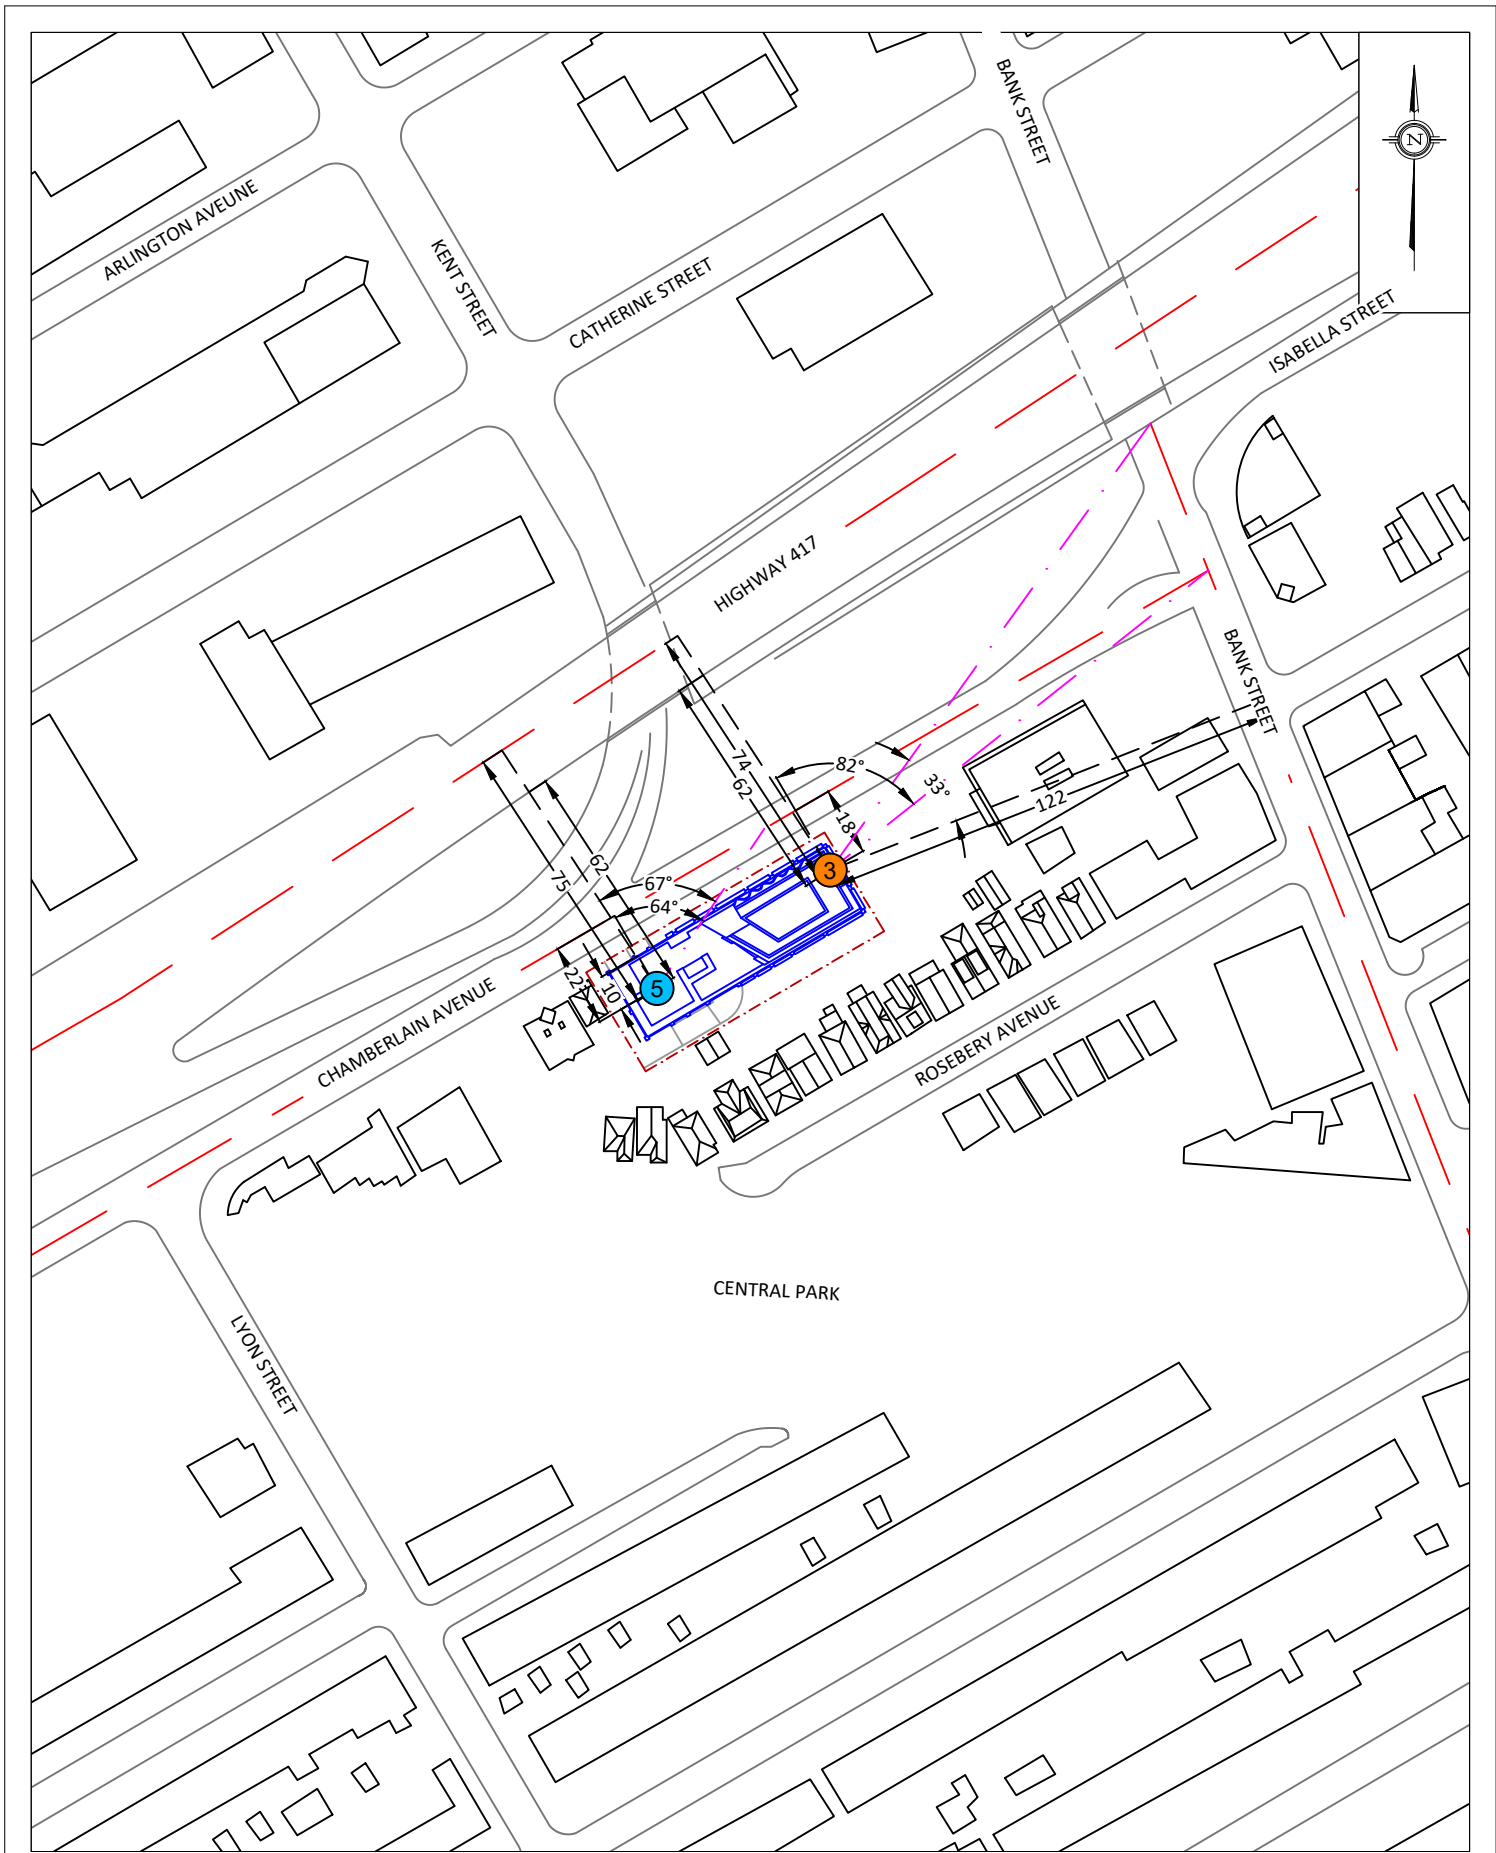 BANK STREET
N
ARLINGTON AVEUNE
KENT STREET
CATHERINE STREET
ISABELLA STREET
HIGHWAY 417
BANK STREET
74
62
82°
33°
122
18
3
62
75
67°
64°
22
10
5
CHAMBERLAIN AVENUE
ROSEBERY AVENUE
CENTRAL PARK
LYON STREET